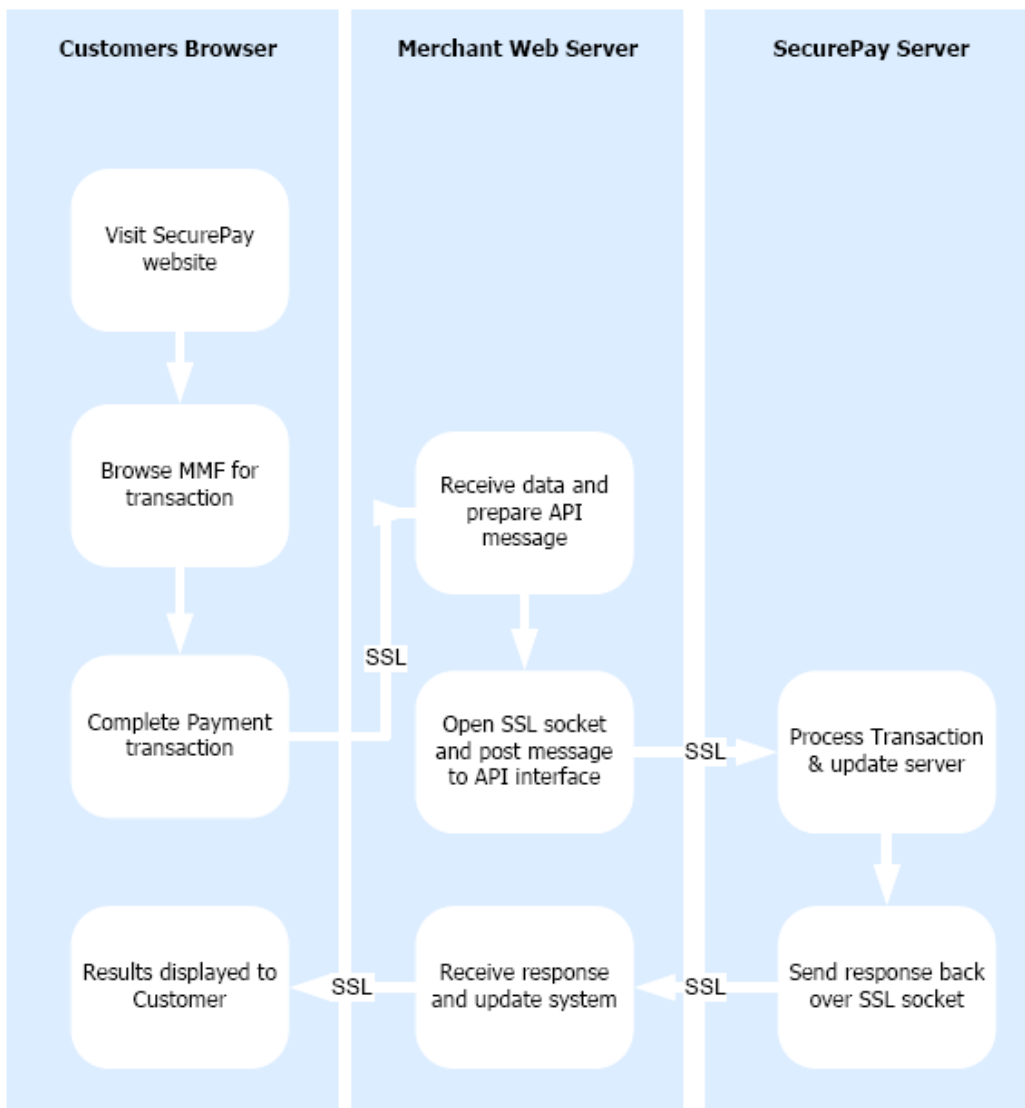 Customers Browser
Merchant Web Server
SecurePay Server
Visit SecurePay
website
Browse MMF for
transaction
Receive data and
prepare API
message
SSL
Complete Payment
transaction
Open SSL socket
and post message
to API interface
SSL
Process Transaction
& update server
Results displayed to
Customer
SSL
Receive response
and update system
SSL
Send response back
over SSL socket